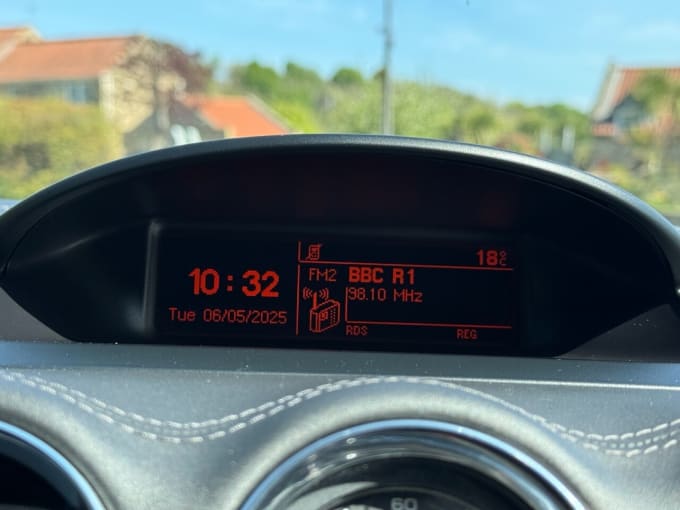 10:32
Tue 06/05/2025
18°C
FM2 BBC R1
98.10 MHz
RDS REG
60